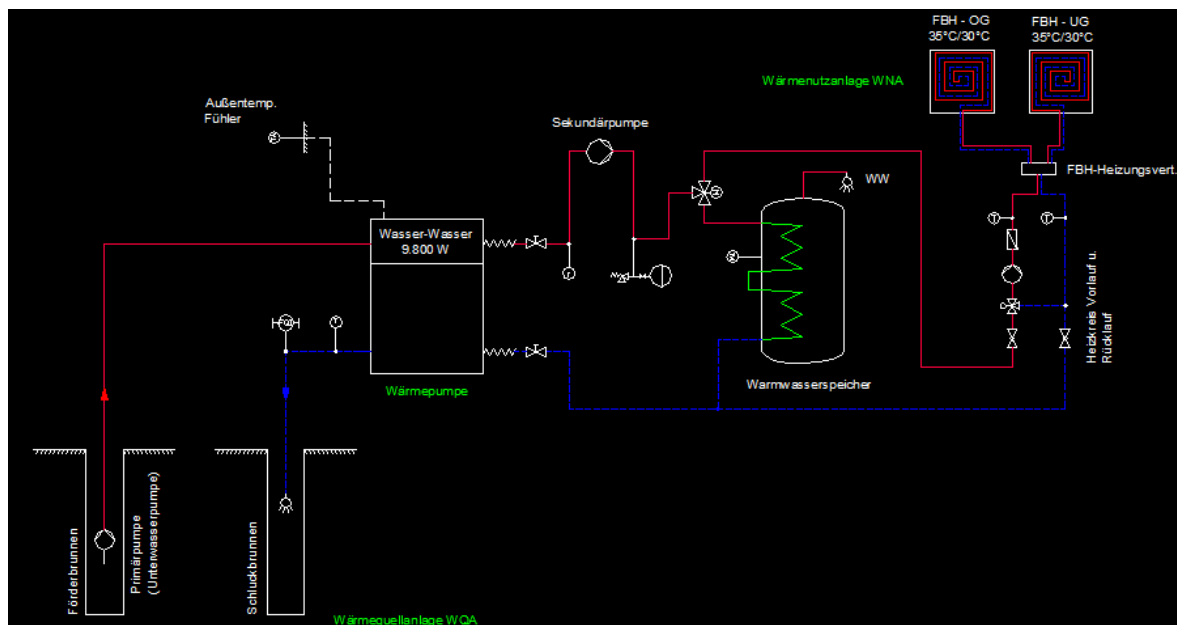 FBH - OG
35°C/30°C
FBH - UG
35°C/30°C
Wärmenutzanlage WNA
Außentemp.
Fühler
Sekundärpumpe
WW
FBH-Heizungsvert.
Wasser-Wasser
9.800 W
Heizkreis Vorlauf u.
Rücklauf
Wärmepumpe
Warmwasserspeicher
Förderbrunnen
Primärpumpe
(Unterwasserpumpe)
Schluckbrunnen
Wärmequellanlage WQA
T
T
T